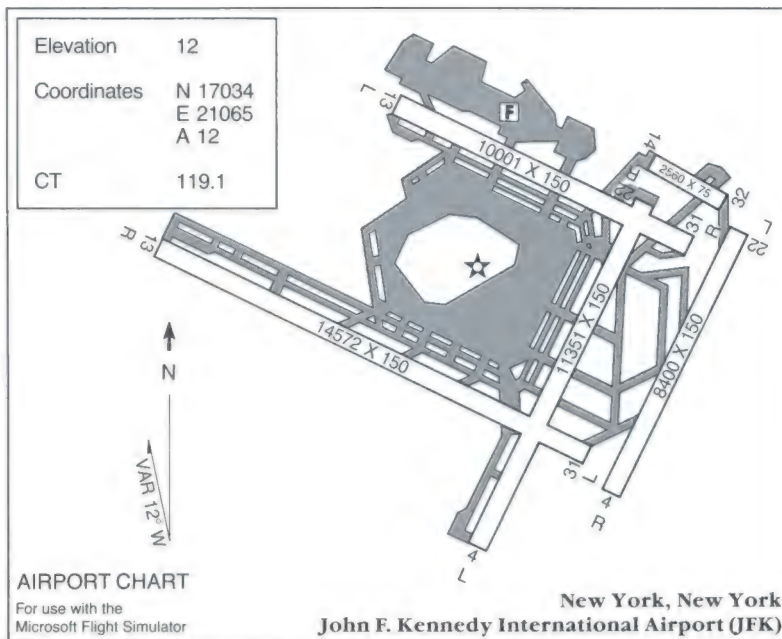 Elevation 12
Coordinates N 17034
E 21065
A 12
CT 119.1
L
13
F
10001 X 150
14
R
22
2560 X 75
32
31
R
L
22
13
R
14572 X 150
11351 X 150
8400 X 150
N
VAR 12° W
31
L
4
R
4
L
AIRPORT CHART
For use with the
Microsoft Flight Simulator
New York, New York
John F. Kennedy International Airport (JFK)